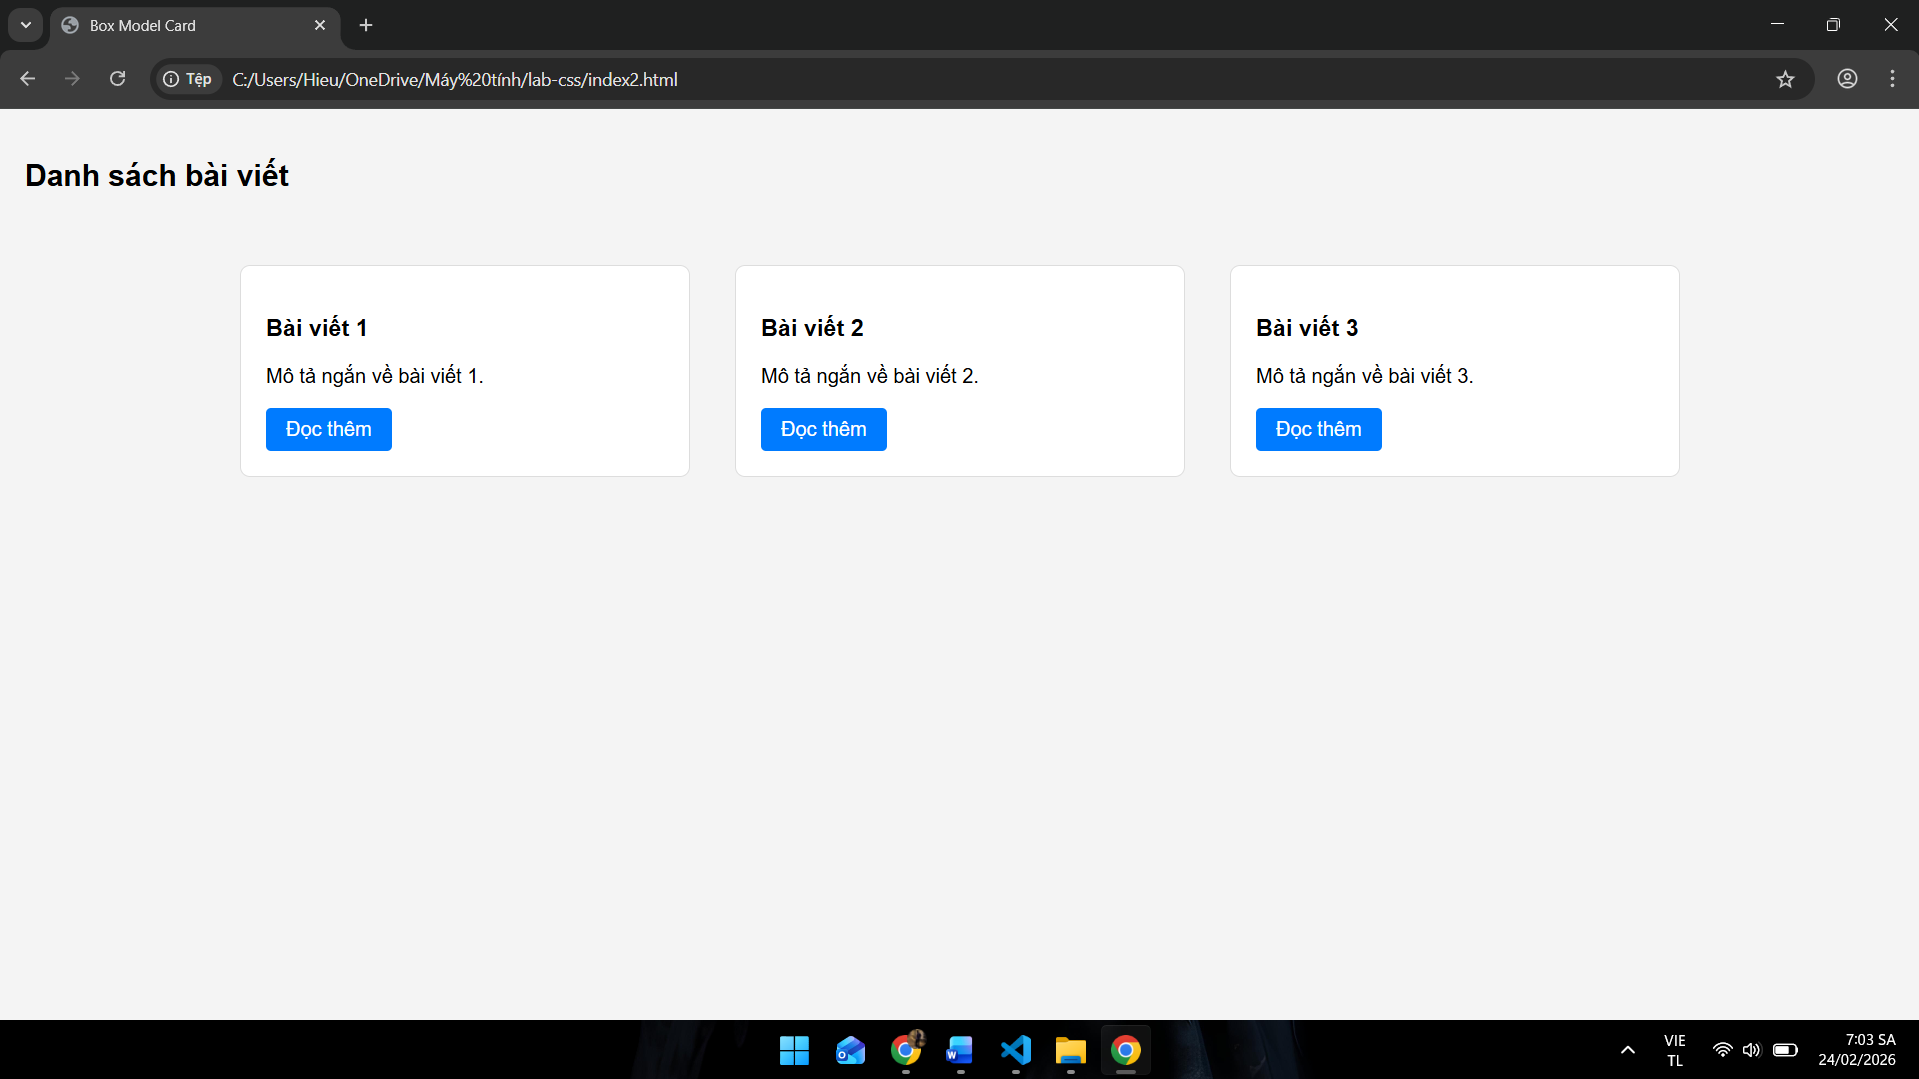 Box Model Card
Tệp
C:/Users/Hieu/OneDrive/Máy%20tính/lab-css/index2.html
Danh sách bài viết
Bài viết 1
Mô tả ngắn về bài viết 1.
Đọc thêm
Bài viết 2
Mô tả ngắn về bài viết 2.
Đọc thêm
Bài viết 3
Mô tả ngắn về bài viết 3.
Đọc thêm
VIE
TL
7:03 SA
24/02/2026